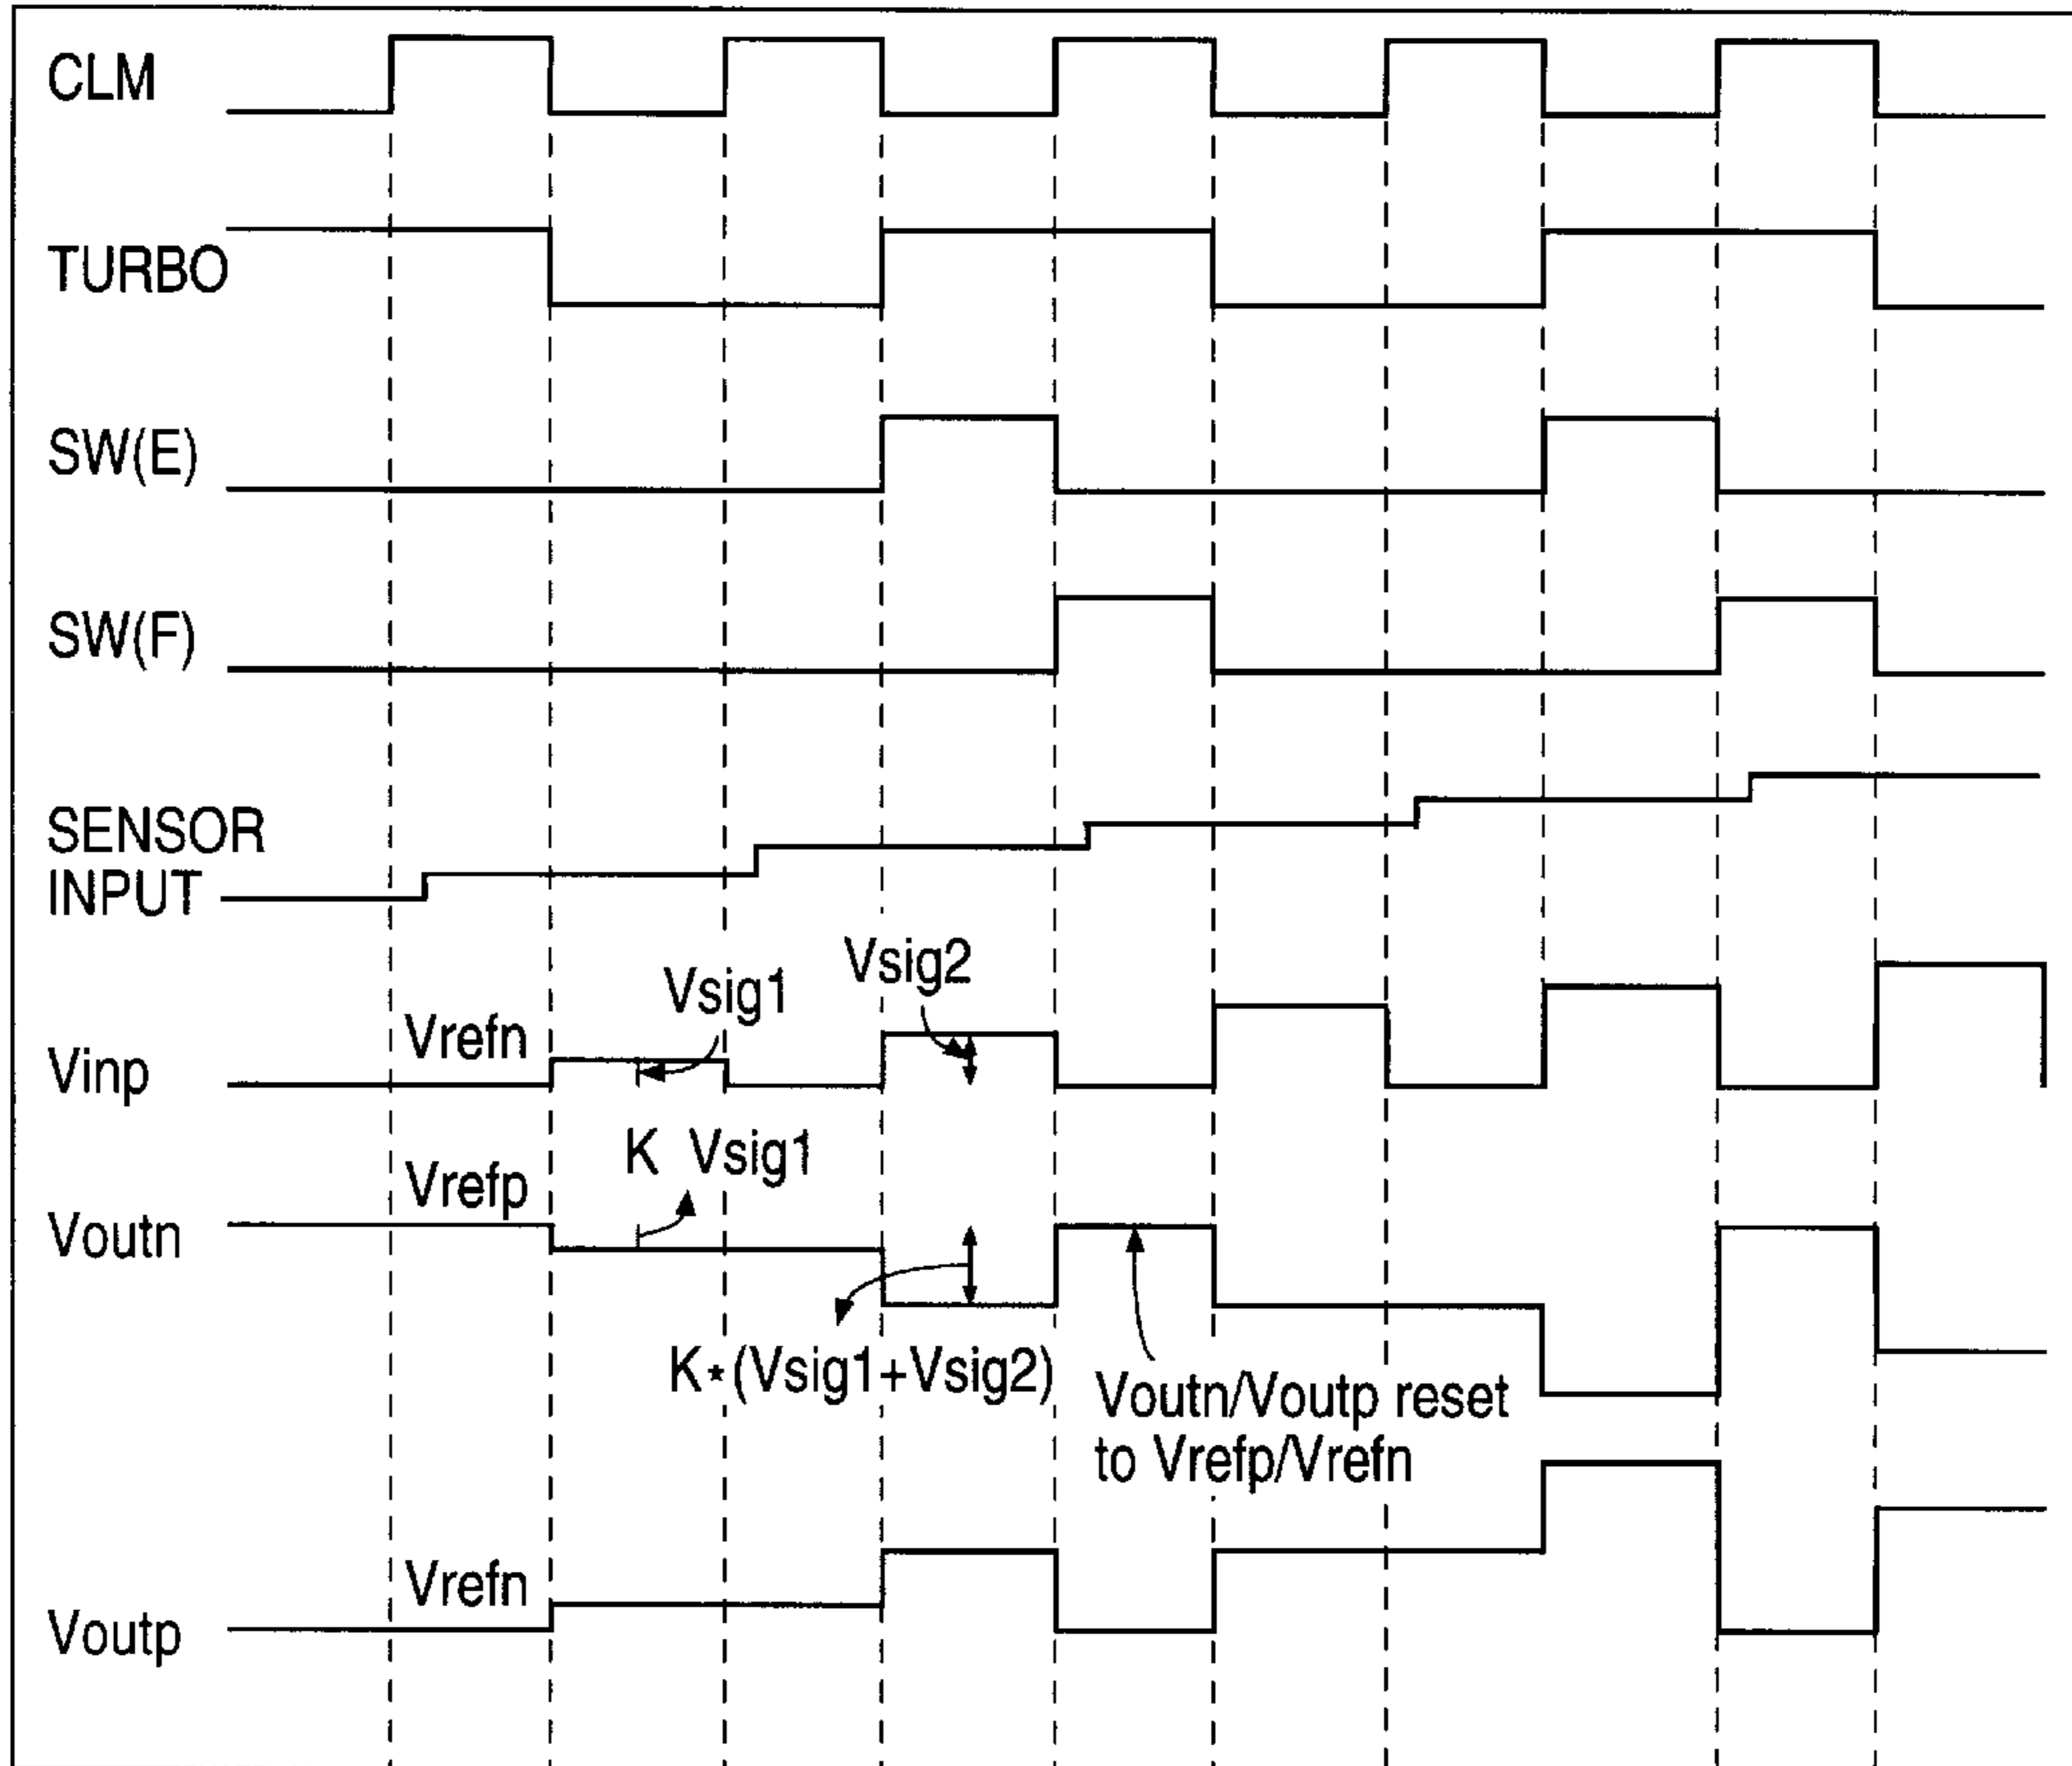 CLM
TURBO
SW(E)
SW(F)
SENSOR
INPUT
Vsig1
Vsig2
Vrefn
Vinp
K Vsig1
Vrefp
Voutn
K*(Vsig1+Vsig2)
Voutn/Voutp reset
to Vrefp/Vrefn
Vrefn
Voutp